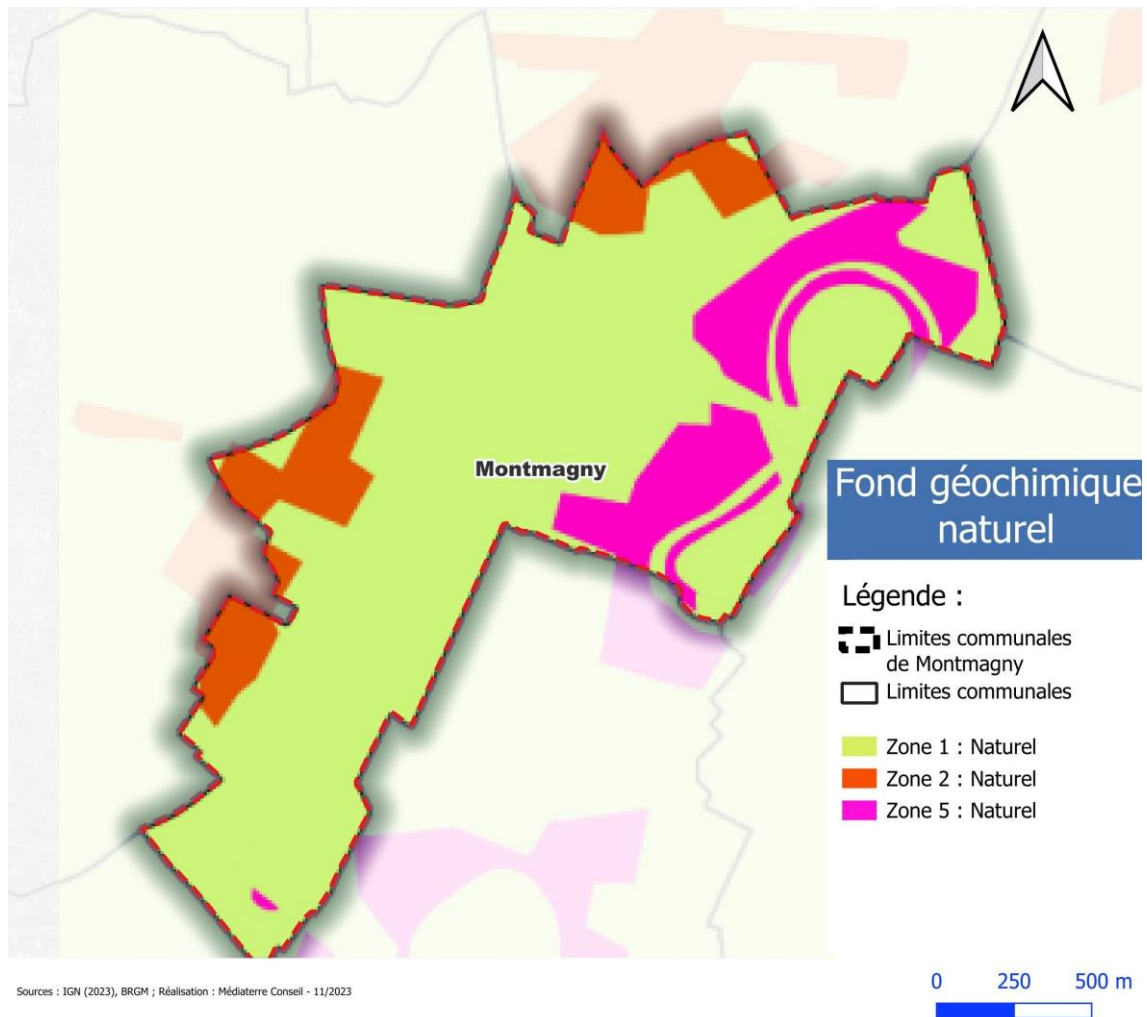 Montmagny
Fond géochimique
naturel
Légende :
Limites communales
de Montmagny
Limites communales
Zone 1 : Naturel
Zone 2 : Naturel
Zone 5 : Naturel
Sources : IGN (2023), BRGM ; Réalisation : Médiaterre Conseil - 11/2023
0 250 500 m